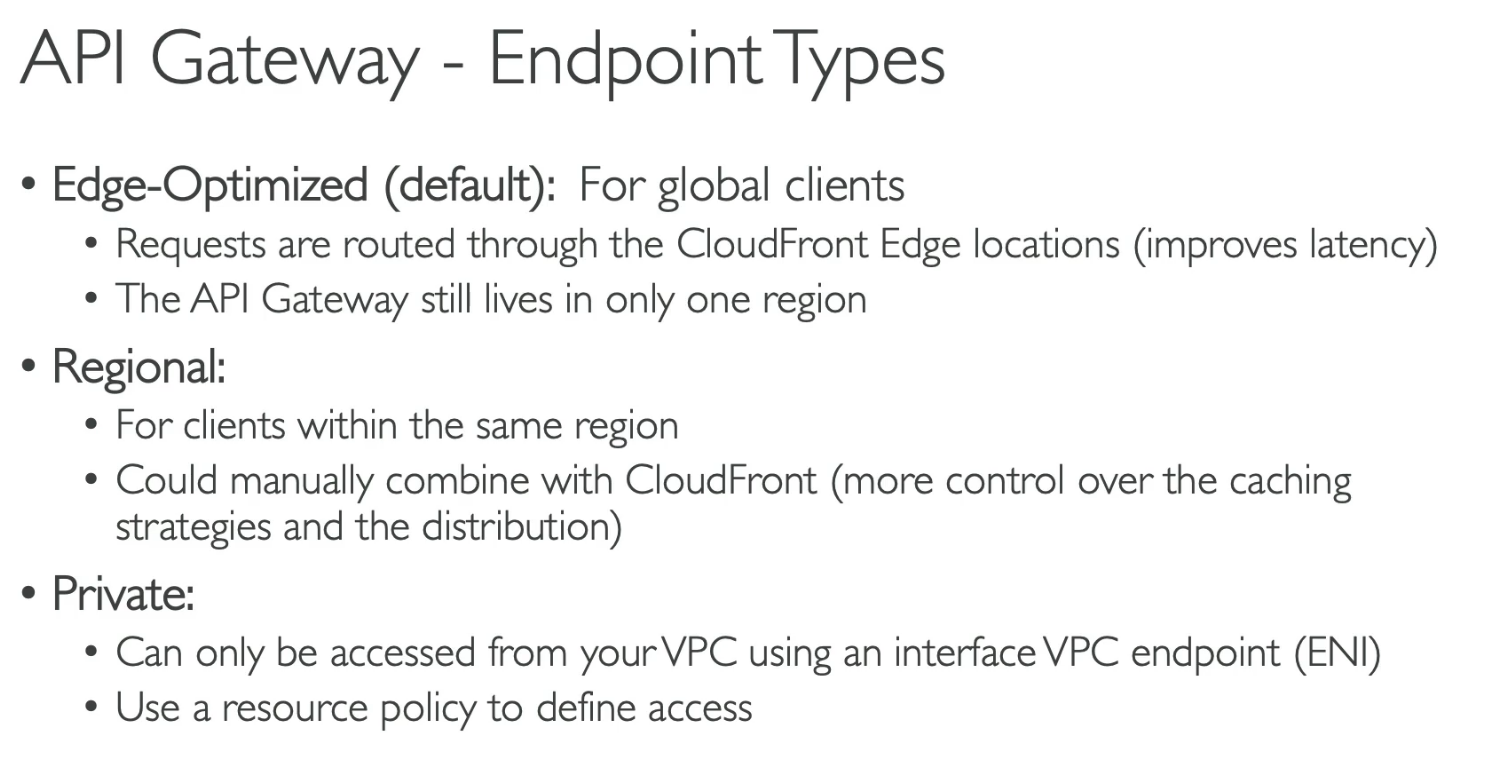 API Gateway - Endpoint Types
• Edge-Optimized (default): For global clients
• Requests are routed through the CloudFront Edge locations (improves latency)
• The API Gateway still lives in only one region
• Regional:
• For clients within the same region
• Could manually combine with CloudFront (more control over the caching
strategies and the distribution)
• Private:
• Can only be accessed from your VPC using an interface VPC endpoint (ENI)
• Use a resource policy to define access